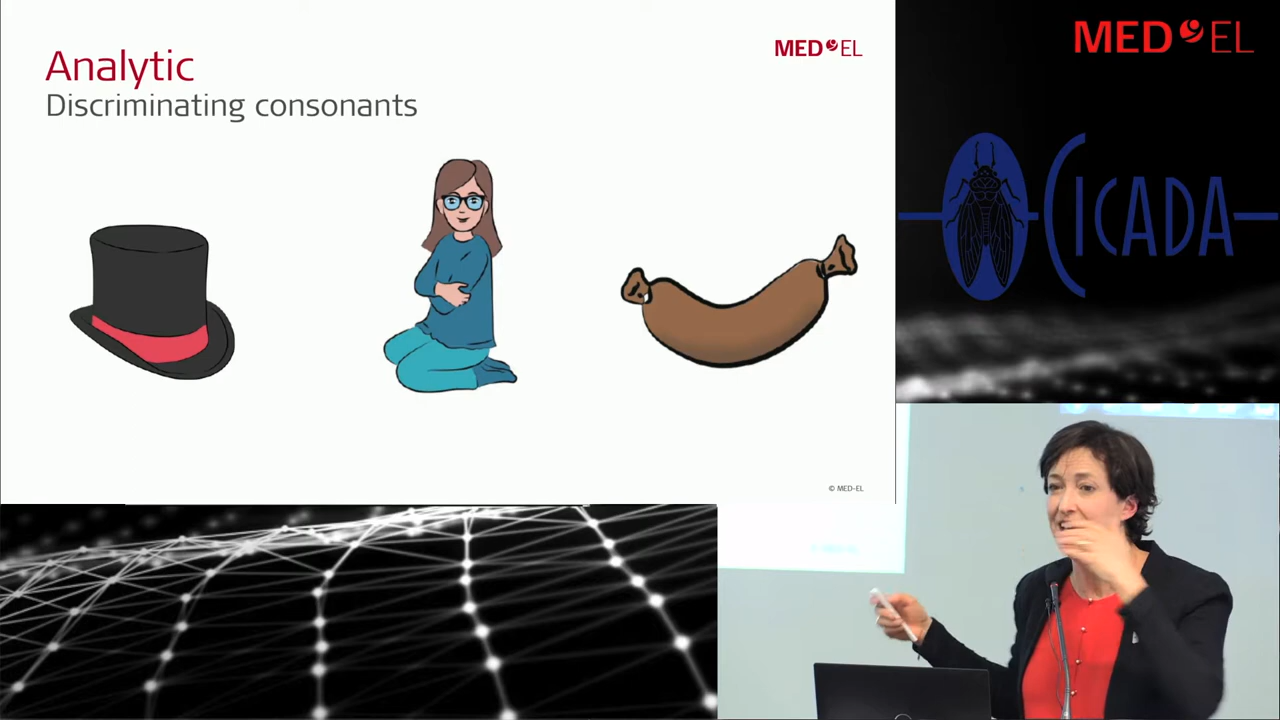 Analytic
Discriminating consonants
MED EL
© MED-EL
MED EL
CICADA